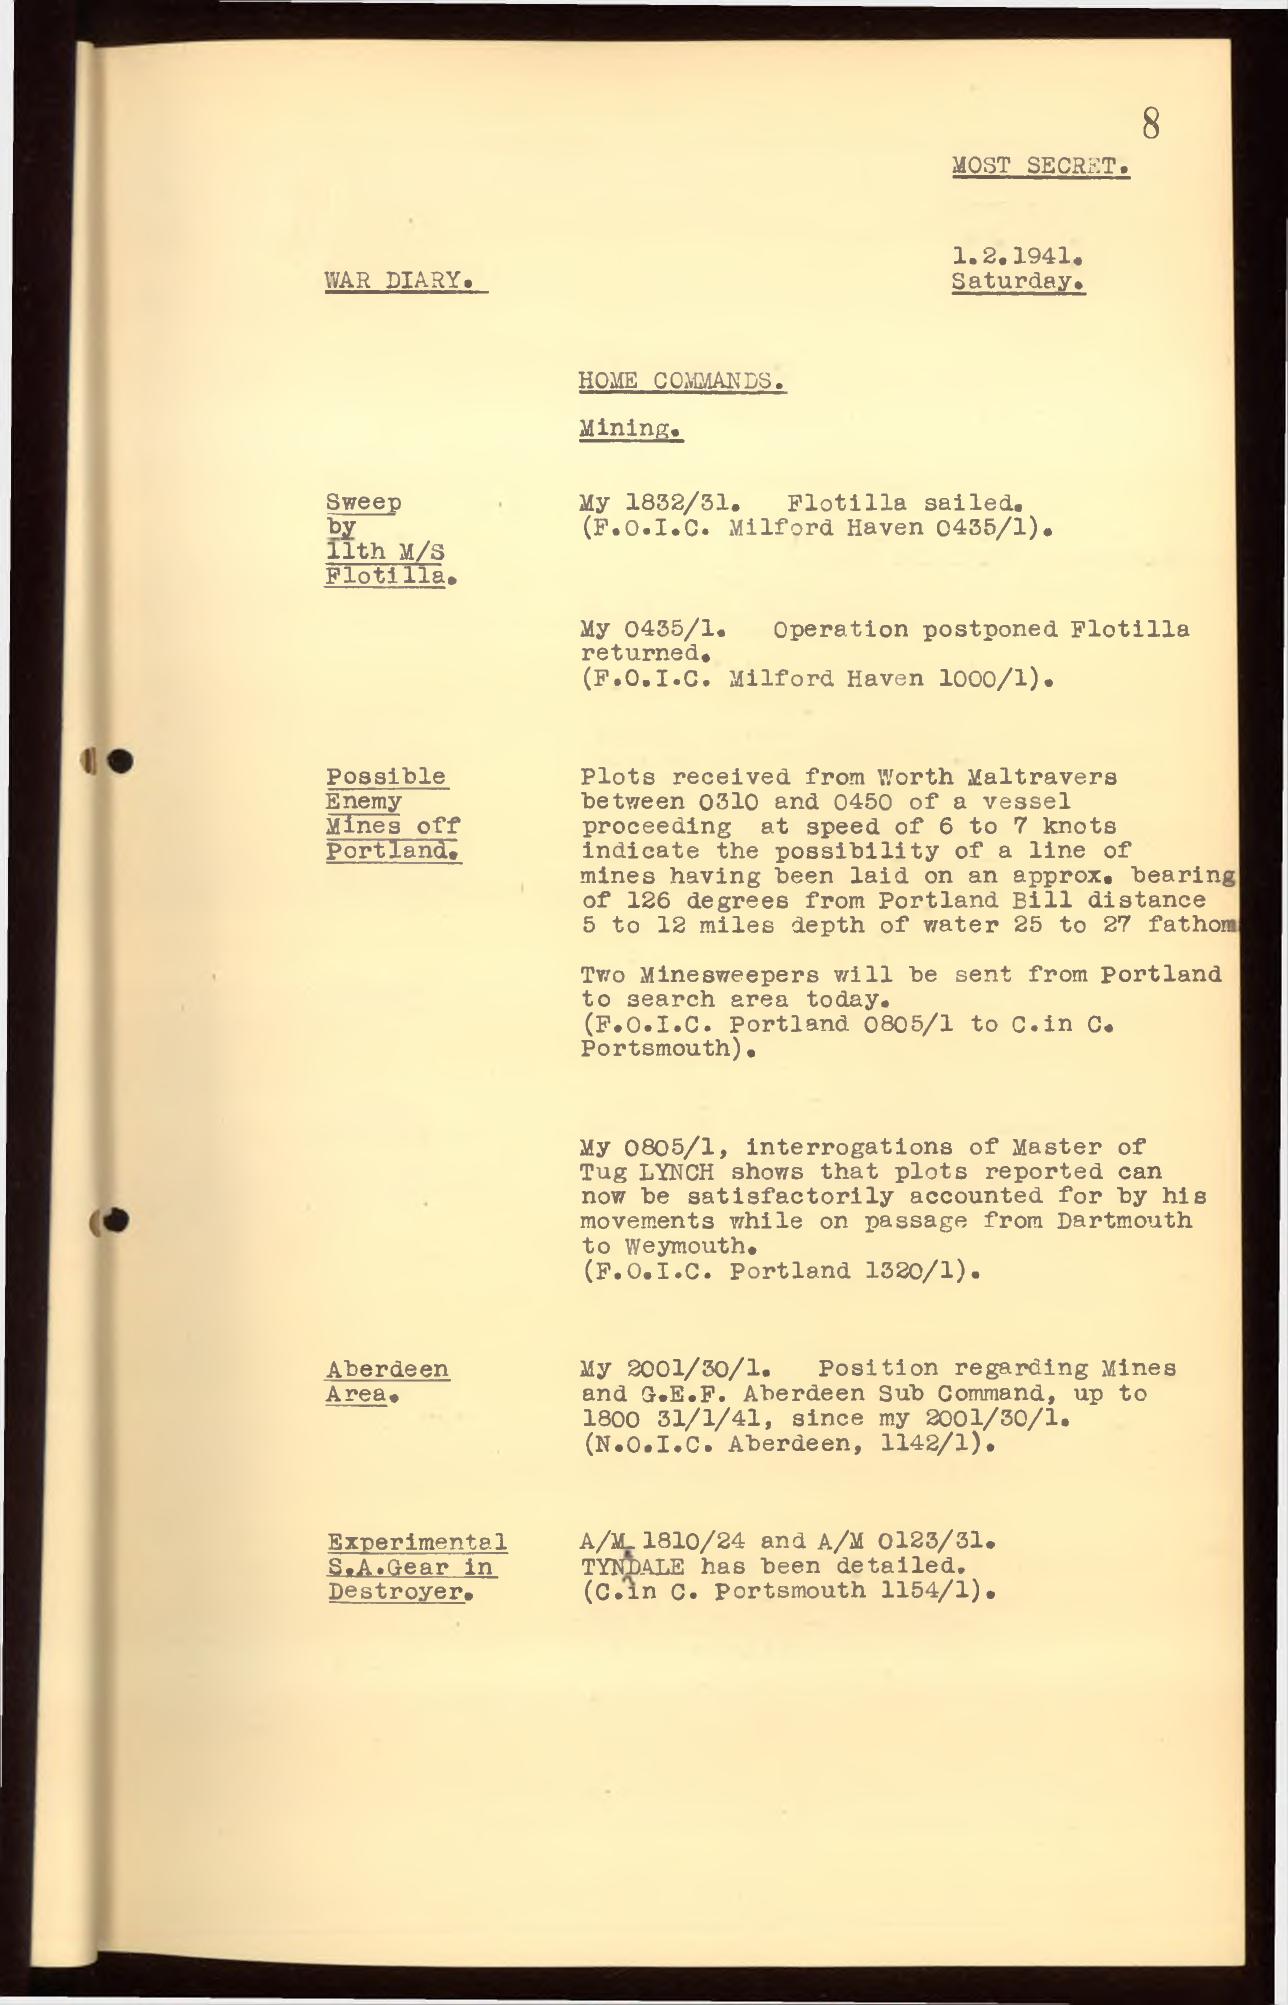 8
MOST SECRET.
1.2.1941.
WAR DIARY.
Saturday.
HOME COMMANDS.
Mining.
Sweep
by
11th M/S
Flotilla.
My 1832/31. Flotilla sailed.
(F.O.I.C. Milford Haven 0435/1).
My 0435/1. Operation postponed Flotilla
returned.
(F.O.I.C. Milford Haven 1000/1).
Possible
Enemy
Mines off
Portland.
Plots received from Worth Maltravers
between 0310 and 0450 of a vessel
proceeding at speed of 6 to 7 knots
indicate the possibility of a line of
mines having been laid on an approx. bearing
of 126 degrees from Portland Bill distance
5 to 12 miles depth of water 25 to 27 fathom
Two Minesweepers will be sent from Portland
to search area today.
(F.O.I.C. Portland 0805/1 to C.in C.
Portsmouth).
My 0805/1, interrogations of Master of
Tug LYNCH shows that plots reported can
now be satisfactorily accounted for by his
movements while on passage from Dartmouth
to Weymouth.
(F.O.I.C. Portland 1320/1).
Aberdeen
Area.
My 2001/30/1. Position regarding Mines
and G.E.F. Aberdeen Sub Command, up to
1800 31/1/41, since my 2001/30/1.
(N.O.I.C. Aberdeen, 1142/1).
Experimental
S.A.Gear in
Destroyer.
A/M 1810/24 and A/M 0123/31.
TYNDALE has been detailed.
(C.in C. Portsmouth 1154/1).